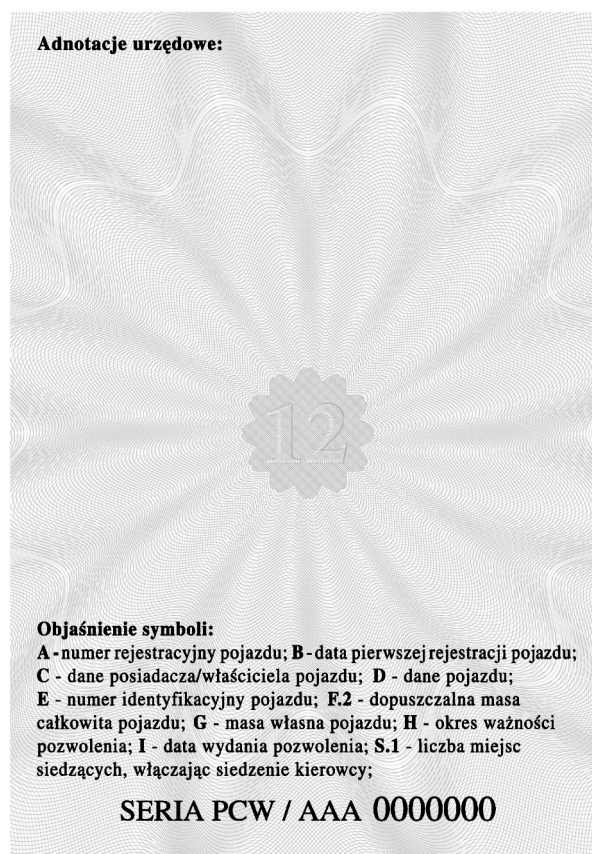 Adnotacje urzędowe:
12
Objaśnienie symboli:
A - numer rejestracyjny pojazdu; B - data pierwszej rejestracji pojazdu;
C - dane posiadacza/właściciela pojazdu; D - dane pojazdu;
E - numer identyfikacyjny pojazdu; F.2 - dopuszczalna masa
całkowita pojazdu; G - masa własna pojazdu; H - okres ważności
pozwolenia; I - data wydania pozwolenia; S.1 - liczba miejsc
siedzących, włączając siedzenie kierowcy;
SERIA PCW / AAA 0000000